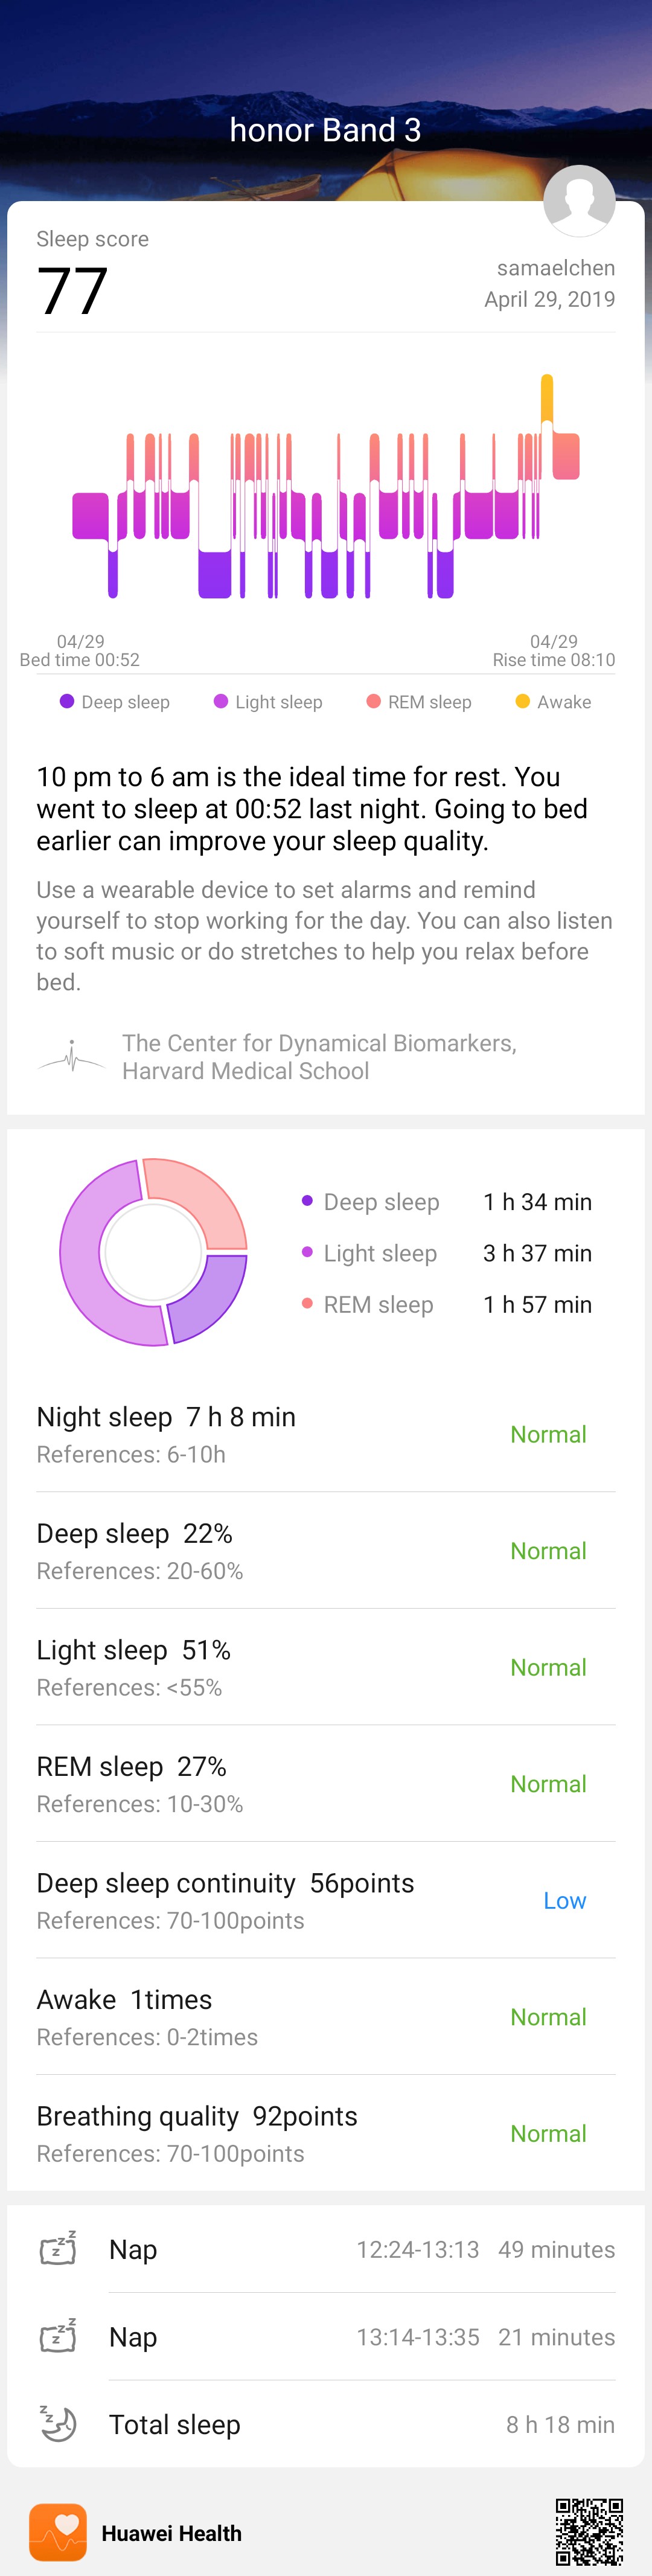 honor Band 3
Sleep score
77
samaelchen
April 29, 2019
04/29
Bed time 00:52
04/29
Rise time 08:10
Deep sleep
Light sleep
REM sleep
Awake
10 pm to 6 am is the ideal time for rest. You
went to sleep at 00:52 last night. Going to bed
earlier can improve your sleep quality.
Use a wearable device to set alarms and remind
yourself to stop working for the day. You can also listen
to soft music or do stretches to help you relax before
bed.
The Center for Dynamical Biomarkers,
Harvard Medical School
Deep sleep 1 h 34 min
Light sleep 3 h 37 min
REM sleep 1 h 57 min
Night sleep 7 h 8 min
References: 6-10h
Normal
Deep sleep 22%
References: 20-60%
Normal
Light sleep 51%
References: <55%
Normal
REM sleep 27%
References: 10-30%
Normal
Deep sleep continuity 56points
References: 70-100points
Low
Awake 1times
References: 0-2times
Normal
Breathing quality 92points
References: 70-100points
Normal
Nap 12:24-13:13 49 minutes
Nap 13:14-13:35 21 minutes
Total sleep 8 h 18 min
Huawei Health